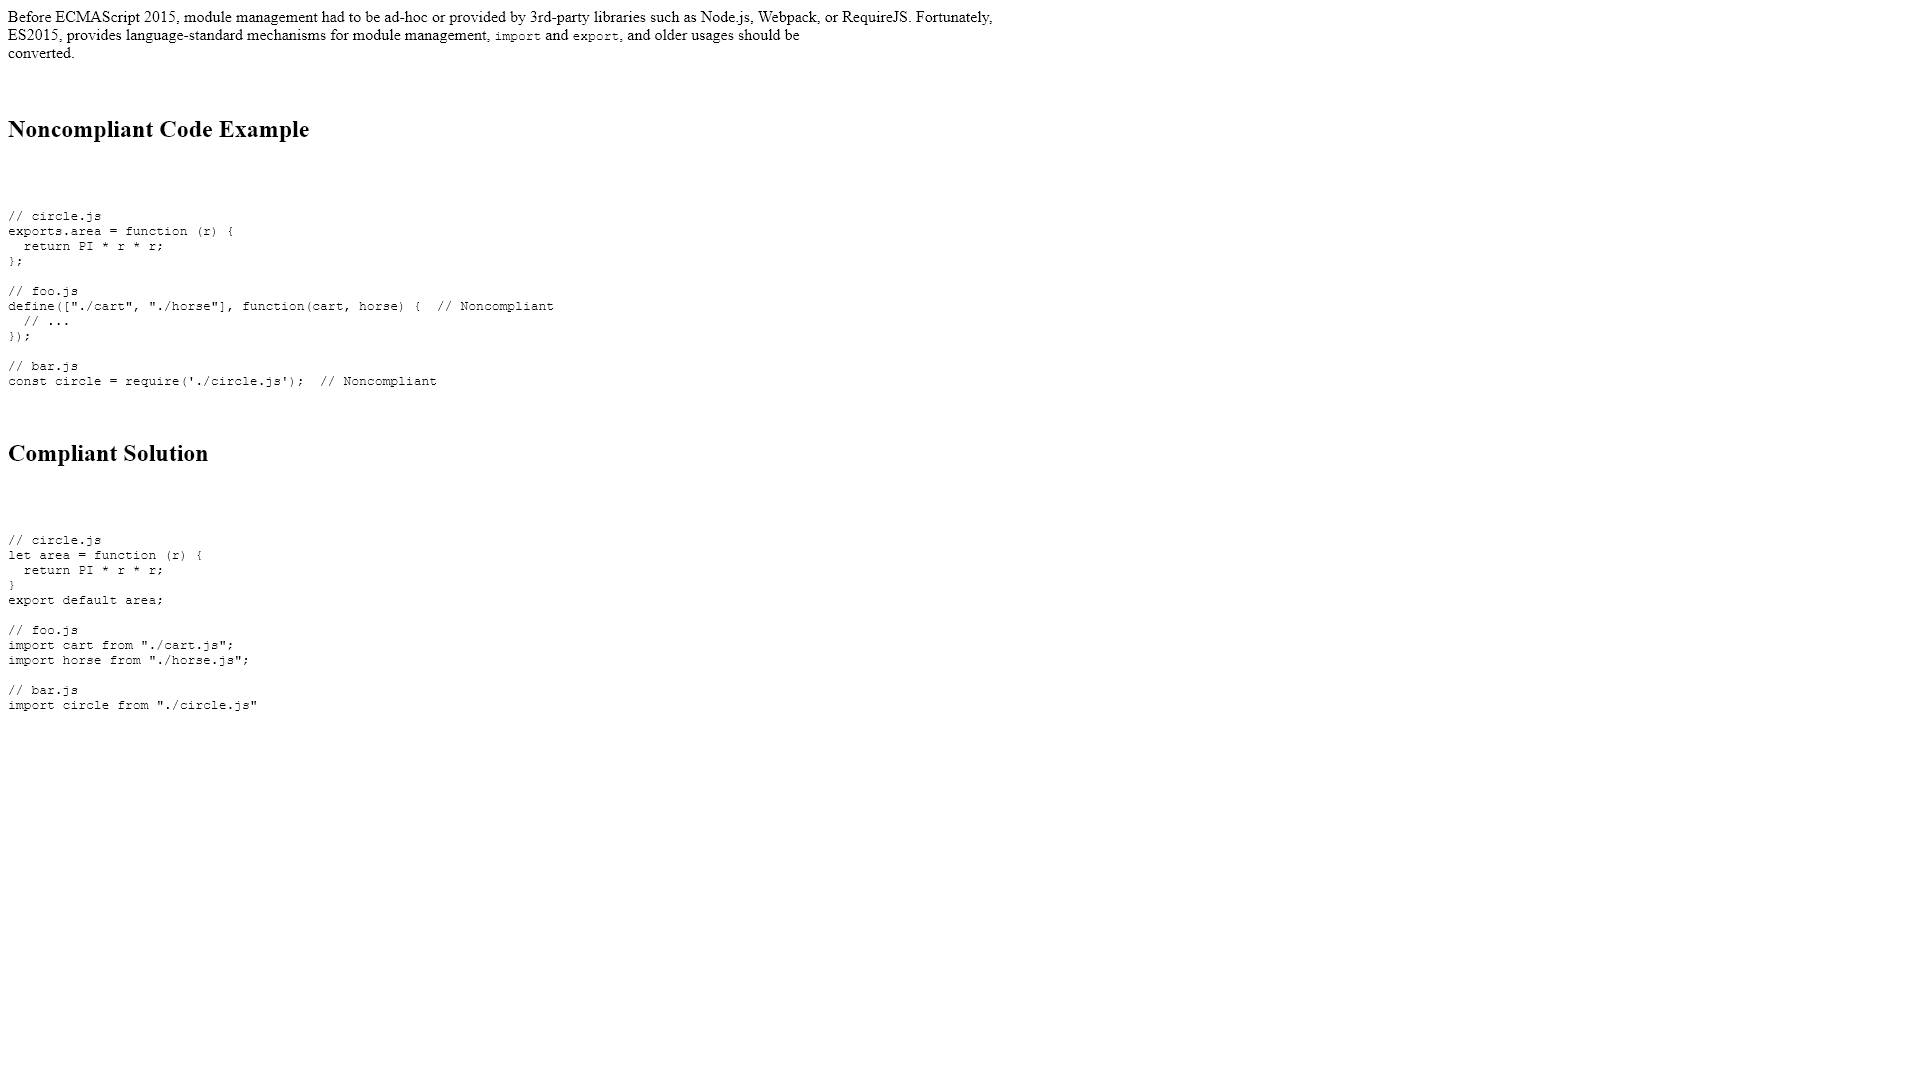 Before ECMAScript 2015, module management had to be ad-hoc or provided by 3rd-party libraries such as Node.js, Webpack, or RequireJS. Fortunately,
ES2015, provides language-standard mechanisms for module management, import and export, and older usages should be
converted.
Noncompliant Code Example
// circle.js
exports.area = function (r) {
  return PI * r * r;
};
// foo.js
define(["./cart", "./horse"], function(cart, horse) {  // Noncompliant
  // ...
});
// bar.js
const circle = require('./circle.js');  // Noncompliant
Compliant Solution
// circle.js
let area = function (r) {
  return PI * r * r;
}
export default area;
// foo.js
import cart from "./cart.js";
import horse from "./horse.js";
// bar.js
import circle from "./circle.js"